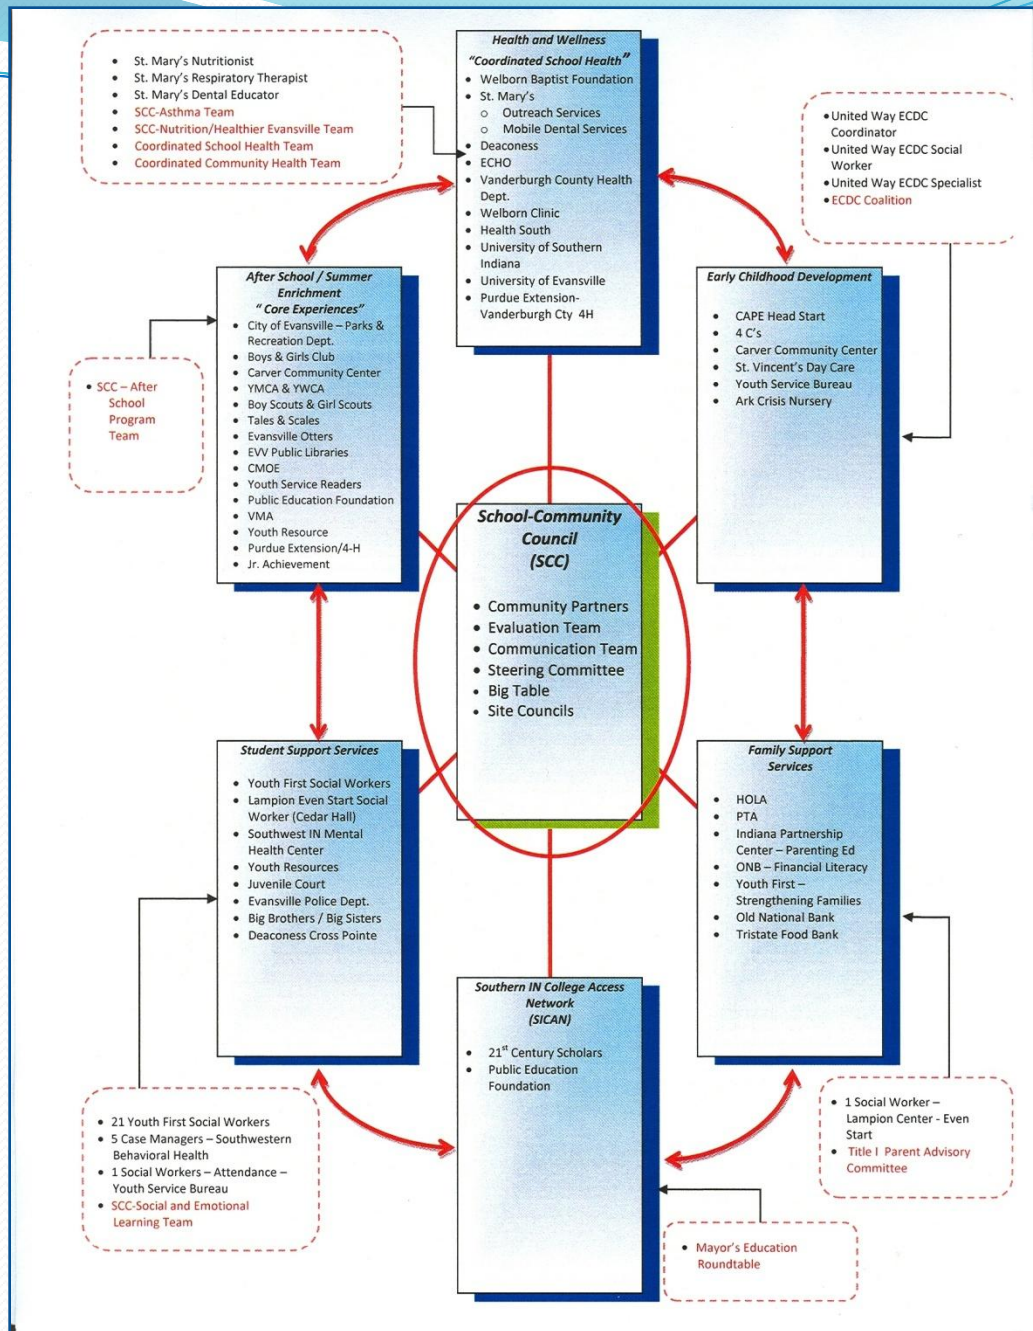 • St. Mary's Nutritionist
• St. Mary's Respiratory Therapist
• St. Mary's Dental Educator
• SCC-Asthma Team
• SCC-Nutrition/Healthier Evansville Team
• Coordinated School Health Team
• Coordinated Community Health Team
Health and Wellness
"Coordinated School Health"
• Welborn Baptist Foundation
• St. Mary's
o Outreach Services
o Mobile Dental Services
• Deaconess
• ECHO
• Vanderburgh County Health
Dept.
• Welborn Clinic
• Health South
• University of Southern
Indiana
• University of Evansville
• Purdue Extension-
Vanderburgh Cty 4H
• United Way ECDC
Coordinator
• United Way ECDC Social
Worker
• United Way ECDC Specialist
• ECDC Coalition
After School / Summer
Enrichment
" Core Experiences"
• City of Evansville – Parks &
Recreation Dept.
• Boys & Girls Club
• Carver Community Center
• YMCA & YWCA
• Boy Scouts & Girl Scouts
• Tales & Scales
• Evansville Otters
• EVV Public Libraries
• CMOE
• Youth Service Readers
• Public Education Foundation
• VMA
• Youth Resource
• Purdue Extension/4-H
• Jr. Achievement
Early Childhood Development
• CAPE Head Start
• 4 C's
• Carver Community Center
• St. Vincent's Day Care
• Youth Service Bureau
• Ark Crisis Nursery
• SCC – After
School
Program
Team
School-Community
Council
(SCC)
• Community Partners
• Evaluation Team
• Communication Team
• Steering Committee
• Big Table
• Site Councils
Student Support Services
• Youth First Social Workers
• Lampion Even Start Social
Worker (Cedar Hall)
• Southwest IN Mental
Health Center
• Youth Resources
• Juvenile Court
• Evansville Police Dept.
• Big Brothers / Big Sisters
• Deaconess Cross Pointe
Family Support
Services
• HOLA
• PTA
• Indiana Partnership
Center – Parenting Ed
• ONB – Financial Literacy
• Youth First –
Strengthening Families
• Old National Bank
• Tristate Food Bank
Southern IN College Access
Network
(SICAN)
• 21st Century Scholars
• Public Education
Foundation
• 21 Youth First Social Workers
• 5 Case Managers – Southwestern
Behavioral Health
• 1 Social Workers – Attendance –
Youth Service Bureau
• SCC-Social and Emotional
Learning Team
• 1 Social Worker –
Lampion Center - Even
Start
• Title I Parent Advisory
Committee
• Mayor's Education
Roundtable